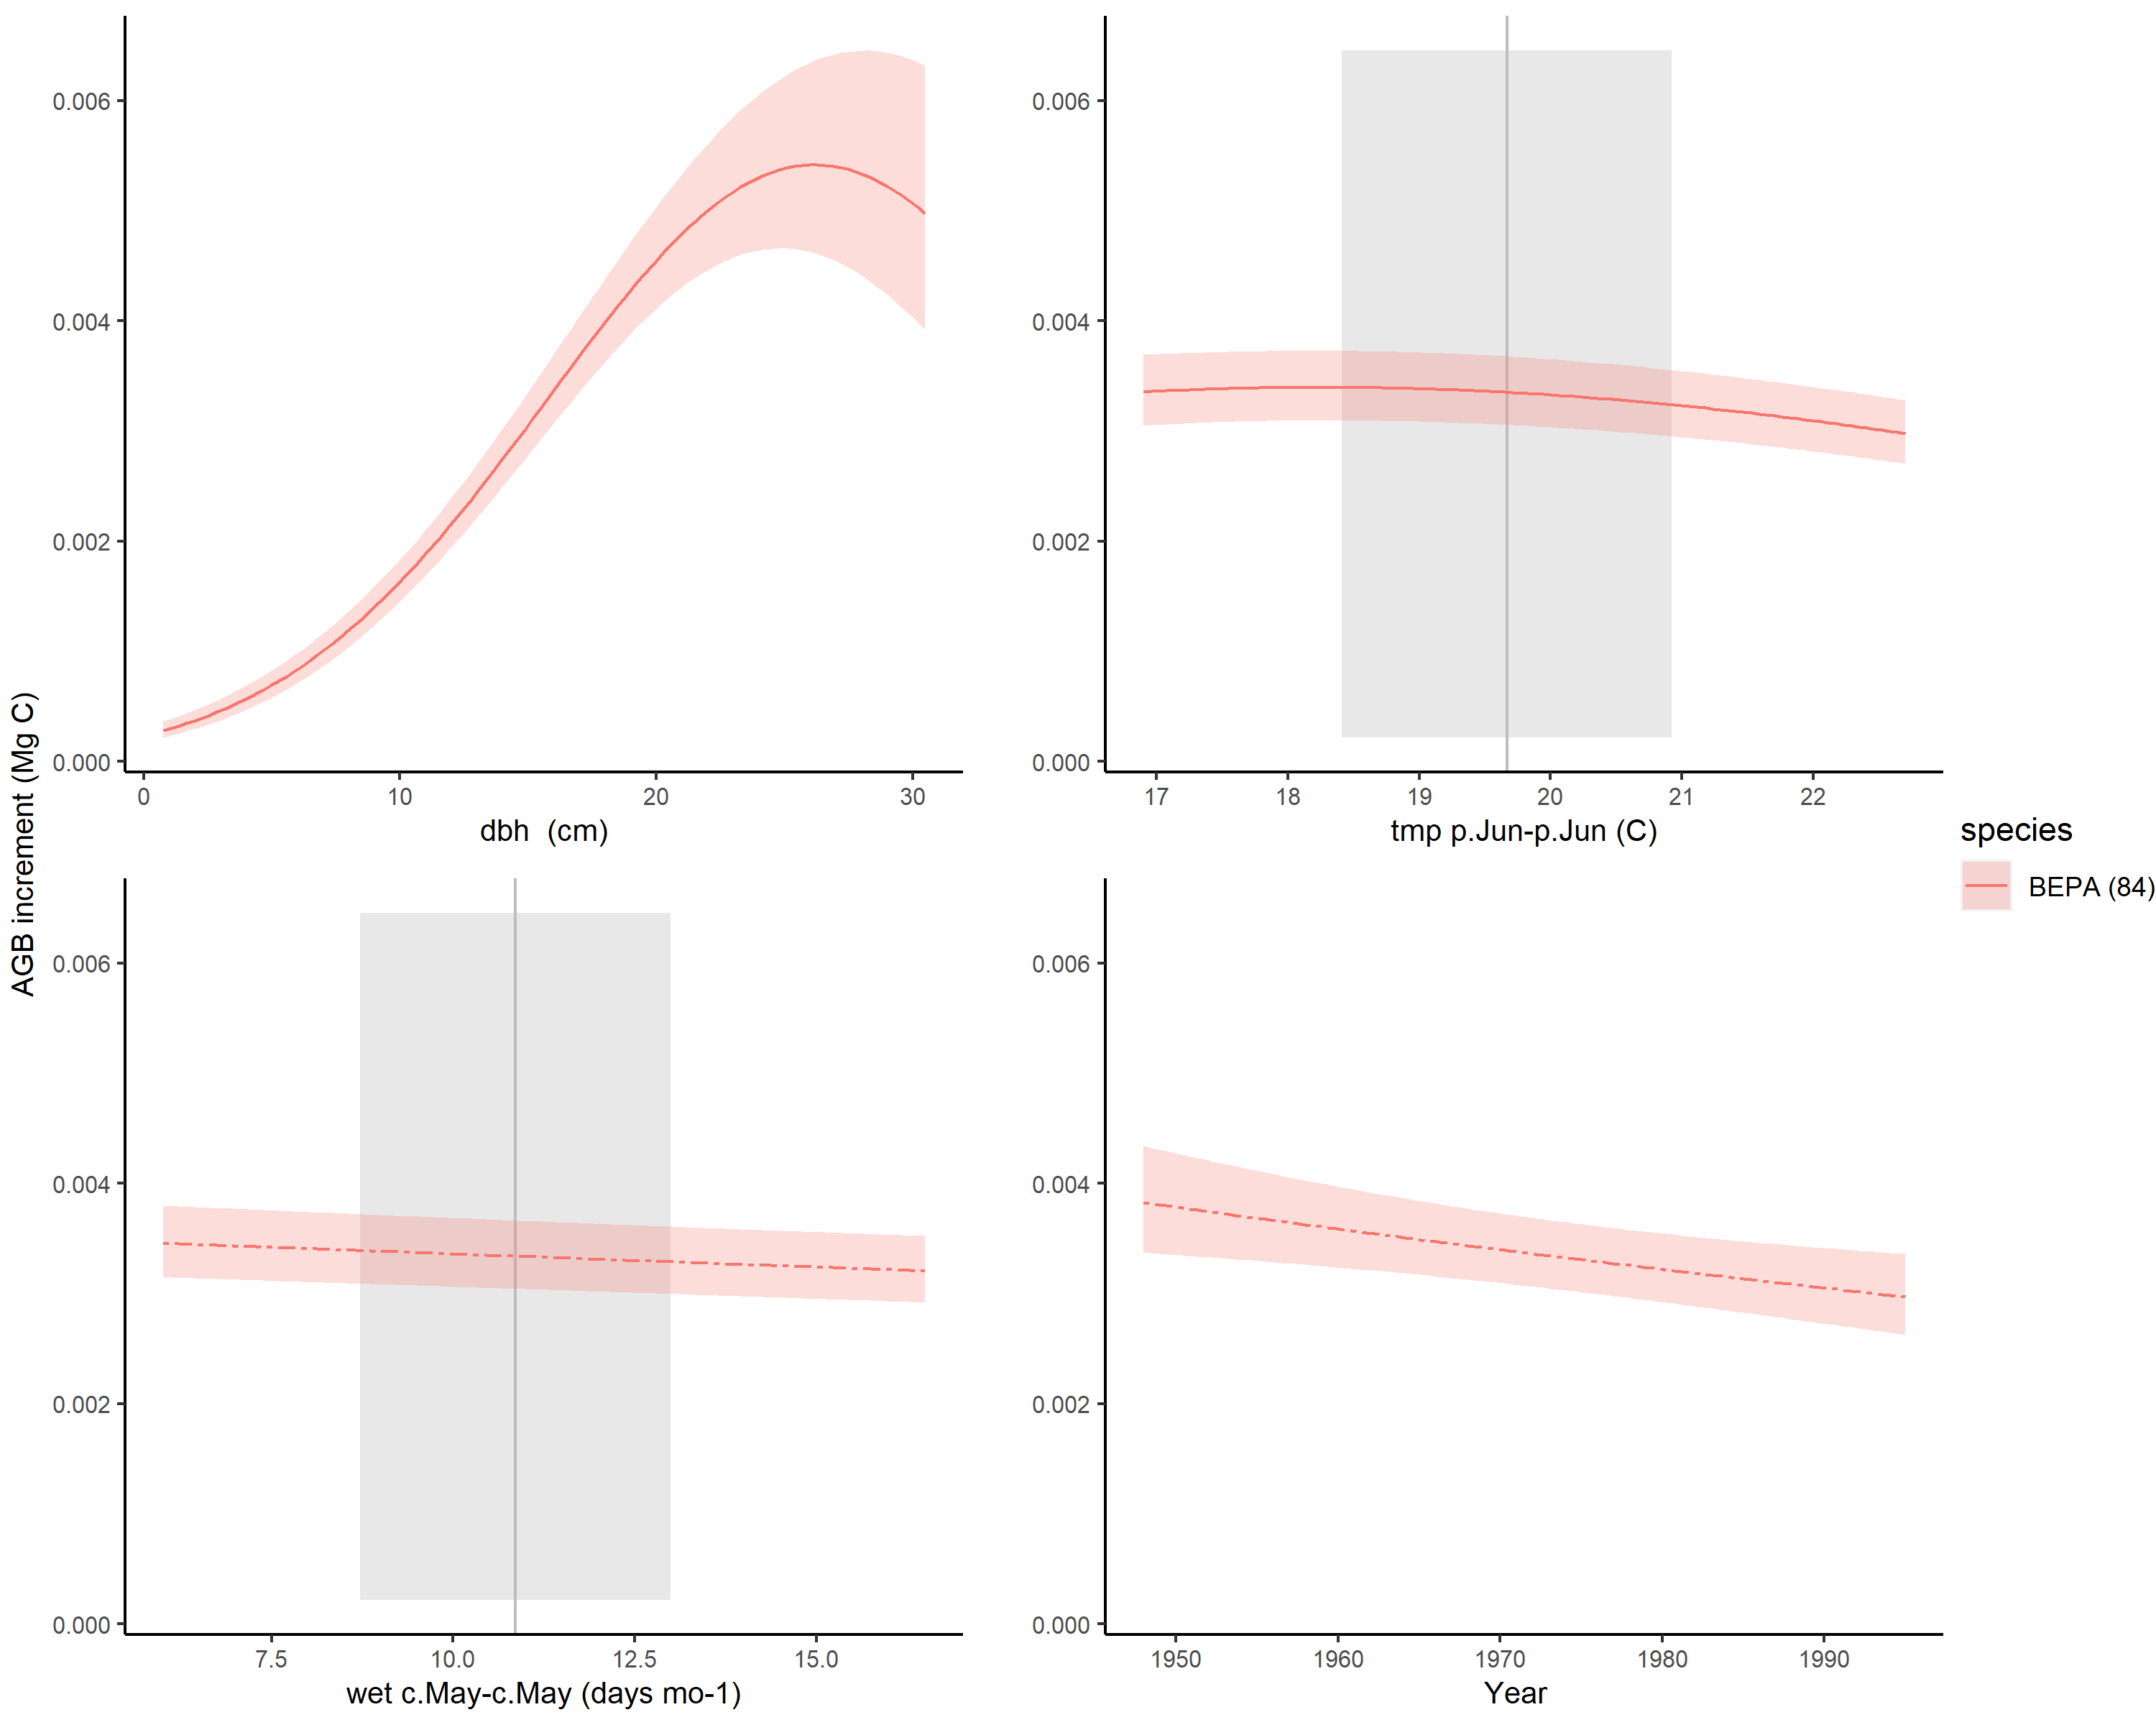 AGB increment (Mg C)
0.006
0.004
0.002
0.000
0 10 20 30
dbh (cm)
0.006
0.004
0.002
0.000
17 18 19 20 21 22
tmp p.Jun-p.Jun (C)
0.006
0.004
0.002
0.000
7.5 10.0 12.5 15.0
wet c.May-c.May (days mo-1)
0.006
0.004
0.002
0.000
1950 1960 1970 1980 1990
Year
species
BEPA (84)